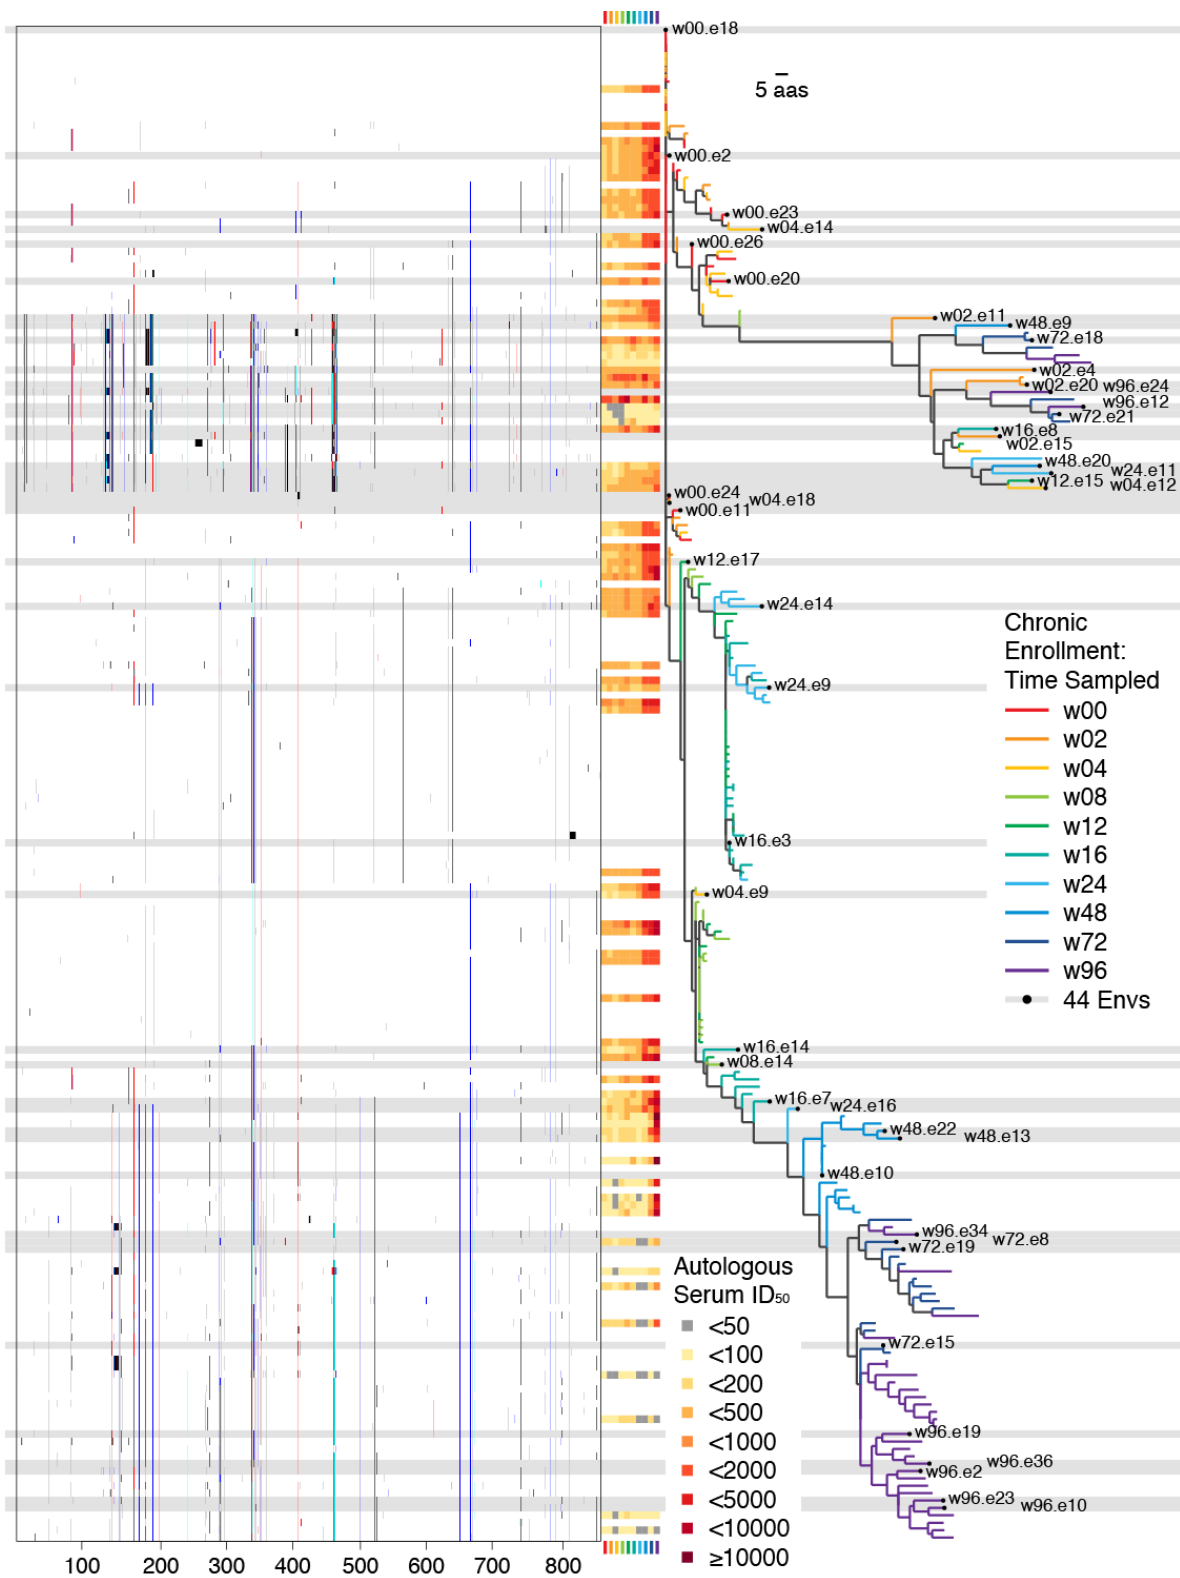 w00.e18
5 aas
w00.e2
w00.e23
w04.e14
w00.e26
w00.e20
w02.e11
w48.e9
w72.e18
w02.e4
w02.e20 w96.e24
w96.e12
w72.e21
w16.e8
w02.e15
w48.e20
w24.e11
w12.e15
w04.e12
w00.e24
w04.e18
w00.e11
w12.e17
w24.e14
w24.e9
w16.e3
w04.e9
w16.e14
w08.e14
w16.e7
w24.e16
w48.e22
w48.e13
w48.e10
w96.e34
w72.e8
w72.e19
w72.e15
w96.e19
w96.e36
w96.e2
w96.e23
w96.e10
Chronic
Enrollment:
Time Sampled
w00
w02
w04
w08
w12
w16
w24
w48
w72
w96
44 Envs
Autologous
Serum ID50
<50
<100
<200
<500
<1000
<2000
<5000
<10000
≥10000
100 200 300 400 500 600 700 800